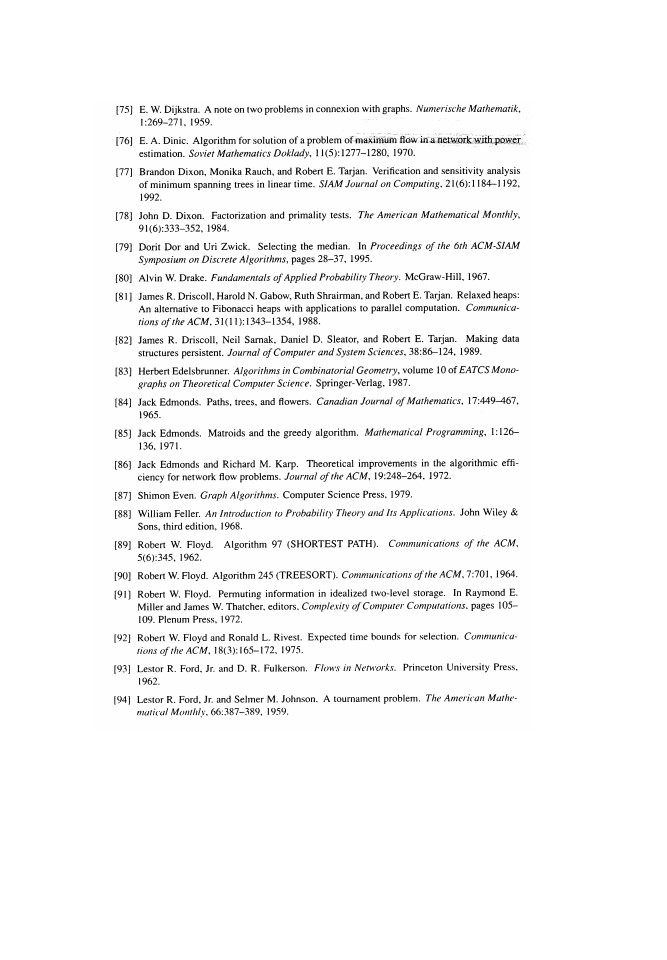 [75] E. W. Dijkstra. A note on two problems in connexion with graphs. Numerische Mathematik,
1:269–271, 1959.
[76] E. A. Dinic. Algorithm for solution of a problem of maximum flow in a network with power
estimation. Soviet Mathematics Doklady, 11(5):1277–1280, 1970.
[77] Brandon Dixon, Monika Rauch, and Robert E. Tarjan. Verification and sensitivity analysis
of minimum spanning trees in linear time. SIAM Journal on Computing, 21(6):1184–1192,
1992.
[78] John D. Dixon. Factorization and primality tests. The American Mathematical Monthly,
91(6):333–352, 1984.
[79] Dorit Dor and Uri Zwick. Selecting the median. In Proceedings of the 6th ACM-SIAM
Symposium on Discrete Algorithms, pages 28–37, 1995.
[80] Alvin W. Drake. Fundamentals of Applied Probability Theory. McGraw-Hill, 1967.
[81] James R. Driscoll, Harold N. Gabow, Ruth Shrairman, and Robert E. Tarjan. Relaxed heaps:
An alternative to Fibonacci heaps with applications to parallel computation. Communica-
tions of the ACM, 31(11):1343–1354, 1988.
[82] James R. Driscoll, Neil Sarnak, Daniel D. Sleator, and Robert E. Tarjan. Making data
structures persistent. Journal of Computer and System Sciences, 38:86–124, 1989.
[83] Herbert Edelsbrunner. Algorithms in Combinatorial Geometry, volume 10 of EATCS Mono-
graphs on Theoretical Computer Science. Springer-Verlag, 1987.
[84] Jack Edmonds. Paths, trees, and flowers. Canadian Journal of Mathematics, 17:449–467,
1965.
[85] Jack Edmonds. Matroids and the greedy algorithm. Mathematical Programming, 1:126–
136, 1971.
[86] Jack Edmonds and Richard M. Karp. Theoretical improvements in the algorithmic effi-
ciency for network flow problems. Journal of the ACM, 19:248–264, 1972.
[87] Shimon Even. Graph Algorithms. Computer Science Press, 1979.
[88] William Feller. An Introduction to Probability Theory and Its Applications. John Wiley &
Sons, third edition, 1968.
[89] Robert W. Floyd. Algorithm 97 (SHORTEST PATH). Communications of the ACM,
5(6):345, 1962.
[90] Robert W. Floyd. Algorithm 245 (TREESORT). Communications of the ACM, 7:701, 1964.
[91] Robert W. Floyd. Permuting information in idealized two-level storage. In Raymond E.
Miller and James W. Thatcher, editors, Complexity of Computer Computations, pages 105–
109. Plenum Press, 1972.
[92] Robert W. Floyd and Ronald L. Rivest. Expected time bounds for selection. Communica-
tions of the ACM, 18(3):165–172, 1975.
[93] Lestor R. Ford, Jr. and D. R. Fulkerson. Flows in Networks. Princeton University Press,
1962.
[94] Lestor R. Ford, Jr. and Selmer M. Johnson. A tournament problem. The American Mathe-
matical Monthly, 66:387–389, 1959.